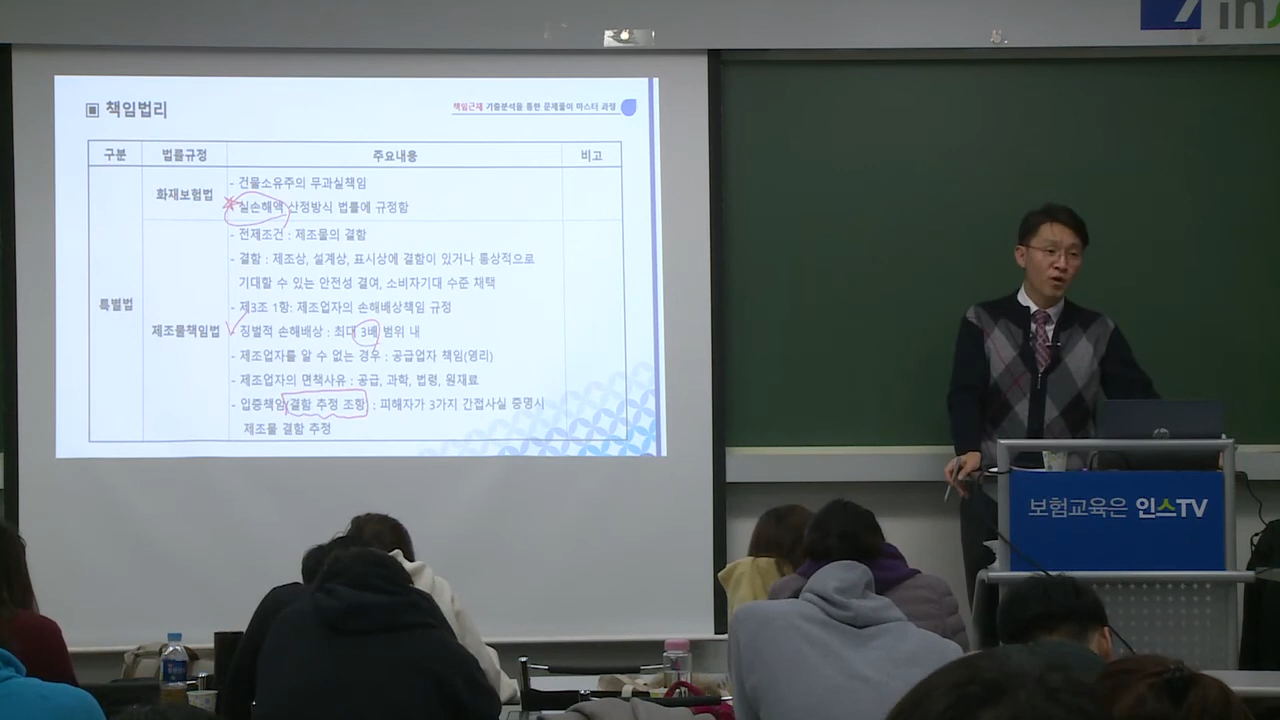 7 ins
▣ 책임법리
책임근재 기출분석을 통한 문제풀이 마스터 과정
구분 법률규정 주요내용 비고
특별법
화재보험법
- 건물소유주의 무과실책임
실손해액 산정방식 법률에 규정함
제조물책임법
- 전제조건 : 제조물의 결함
- 결함 : 제조상, 설계상, 표시상에 결함이 있거나 통상적으로
기대할 수 있는 안전성 결여, 소비자기대 수준 채택
- 제3조 1항: 제조업자의 손해배상책임 규정
징벌적 손해배상 : 최대 3배 범위 내
- 제조업자를 알 수 없는 경우 : 공급업자 책임(영리)
- 제조업자의 면책사유 : 공급, 과학, 법령, 원재료
- 입증책임(결함 추정 조항) : 피해자가 3가지 간접사실 증명시
제조물 결함 추정
보험교육은 인스TV